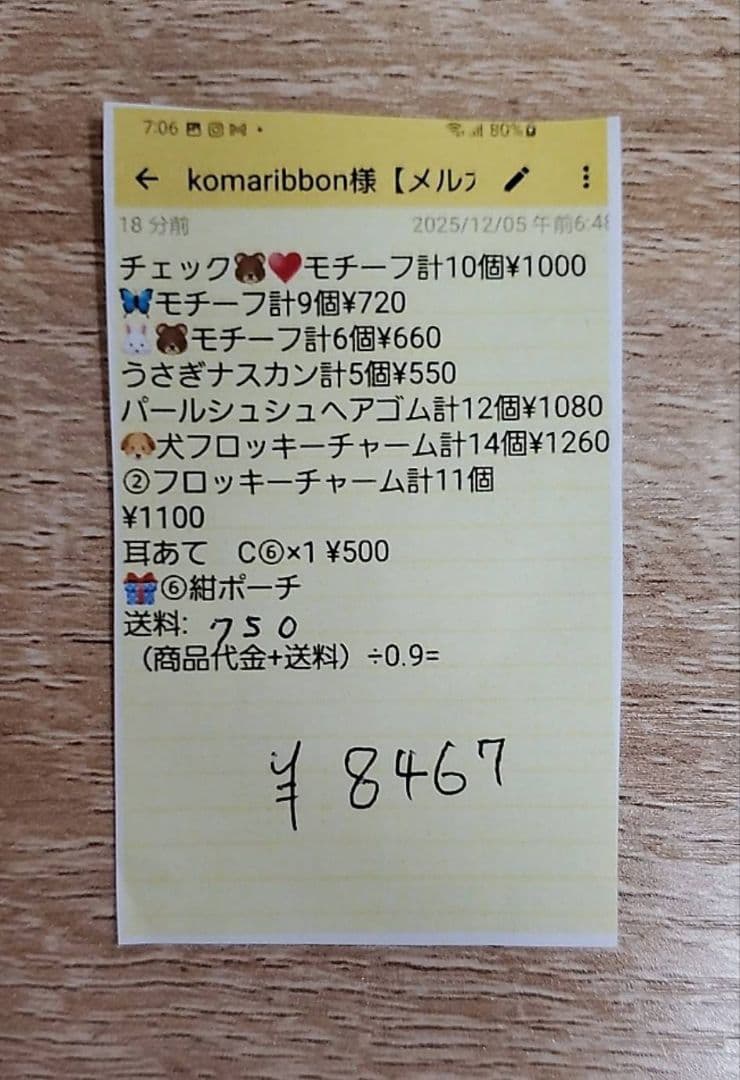 7:06 80%
← komaribbon様【メルフ
18 分前 2025/12/05 午前6:48
チェック🐻❤️モチーフ計10個¥1000
🦋モチーフ計9個¥720
🐰🐻モチーフ計6個¥660
うさぎナスカン計5個¥550
パールシュシュヘアゴム計12個¥1080
🐶犬フロッキーチャーム計14個¥1260
②フロッキーチャーム計11個
¥1100
耳あて　C⑥×1 ¥500
🎁⑥紺ポーチ
送料: 750
（商品代金+送料）÷0.9=
¥ 8467